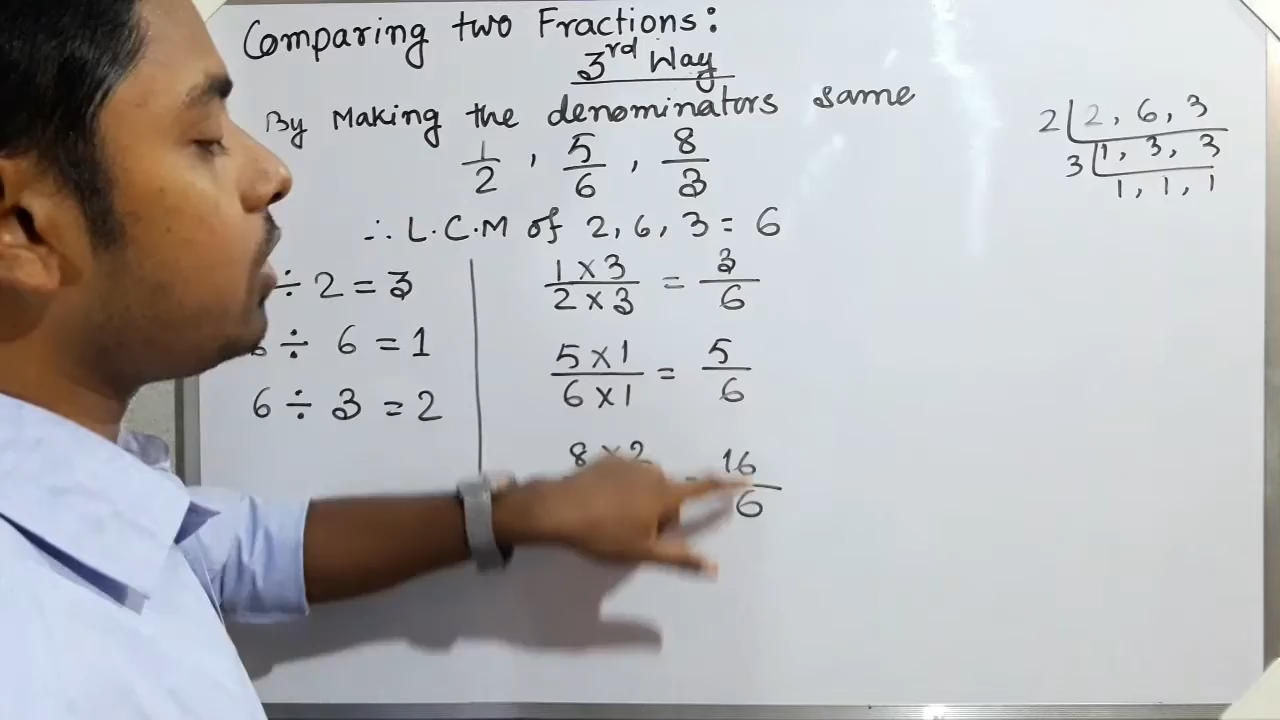 Comparing two Fractions:
3rd Way
By Making the denominators same
1/2 , 5/6 , 8/3
∴ L.C.M of 2, 6, 3 = 6
÷ 2 = 3
÷ 6 = 1
6 ÷ 3 = 2
1 × 3 / 2 × 3 = 3/6
5 × 1 / 6 × 1 = 5/6
8 × 2 = 16/6
2 | 2, 6, 3
3 | 1, 3, 3
1, 1, 1